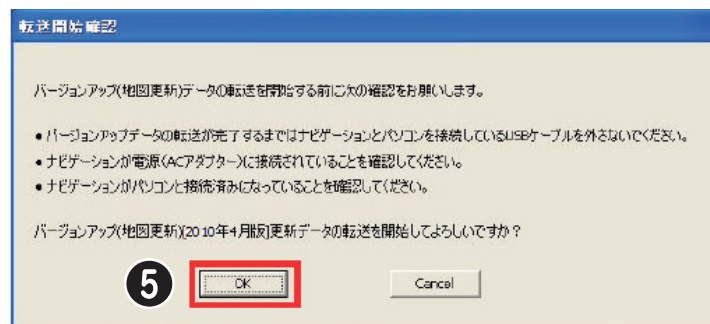 転送開始確認
バージョンアップ(地図更新)データの転送を開始する前に次の確認をお願いします。
● バージョンアップデータの転送が完了するまではナビゲーションとパソコンを接続しているUSBケーブルを外さないでください。
● ナビゲーションが電源(ACアダプター)に接続されていることを確認してください。
● ナビゲーションがパソコンと接続済みになっていることを確認してください。
バージョンアップ(地図更新)[2010年4月版]更新データの転送を開始してよろしいですか？
5 OK Cancel